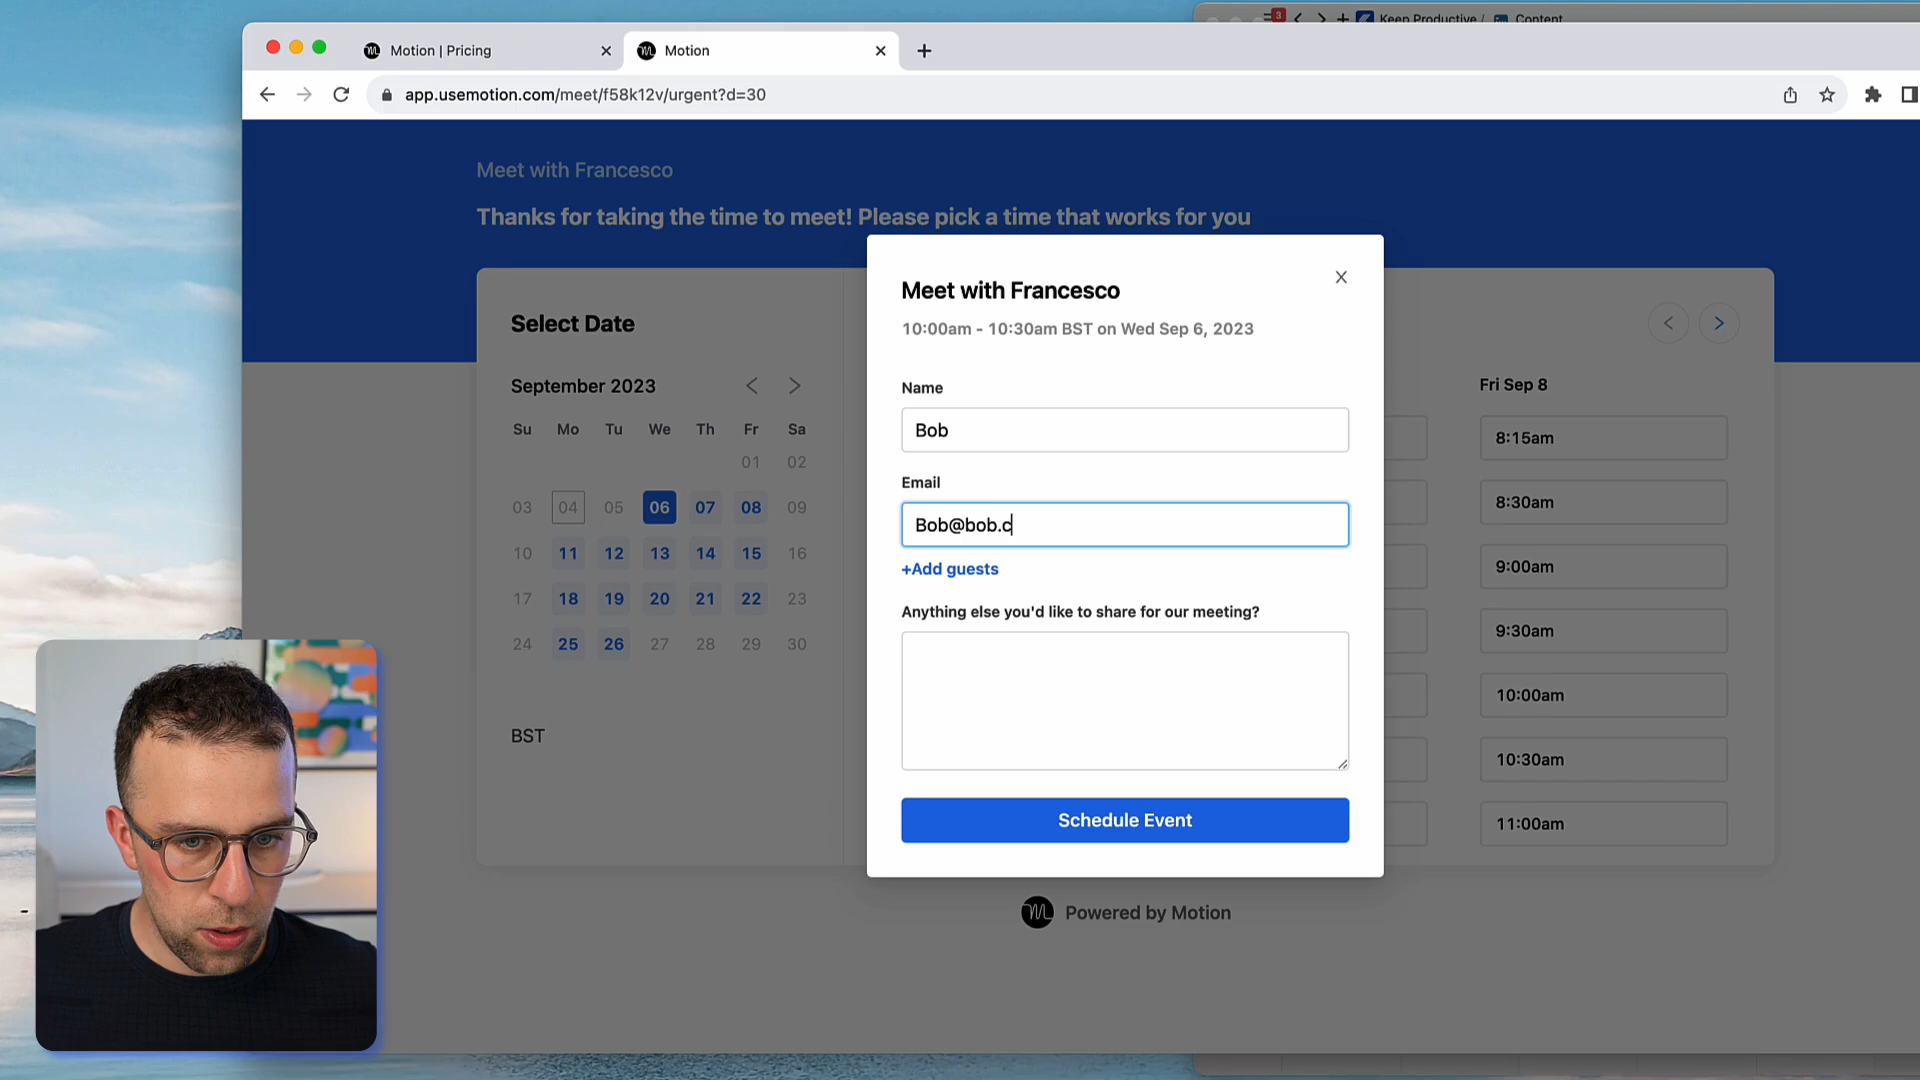 3
Keep Productive / Content
Motion | Pricing
Motion
app.usemotion.com/meet/f58k12v/urgent?d=30
Meet with Francesco
Thanks for taking the time to meet! Please pick a time that works for you
Select Date
September 2023
Su Mo Tu We Th Fr Sa
01 02
03 04 05 06 07 08 09
10 11 12 13 14 15 16
17 18 19 20 21 22 23
24 25 26 27 28 29 30
BST
Meet with Francesco
10:00am - 10:30am BST on Wed Sep 6, 2023
Name
Bob
Email
Bob@bob.c
+Add guests
Anything else you'd like to share for our meeting?
Schedule Event
Fri Sep 8
8:15am
8:30am
9:00am
9:30am
10:00am
10:30am
11:00am
Powered by Motion